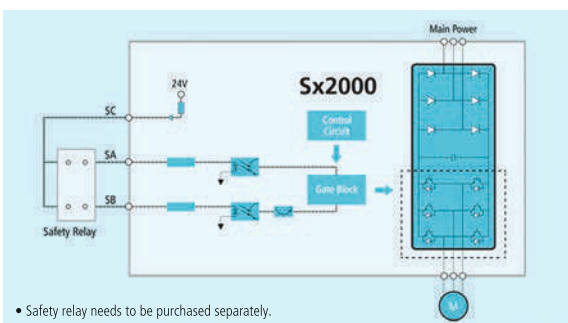 Main Power
24V
Sx2000
SC
Control
Circuit
SA
Gate Block
SB
Safety Relay
M
• Safety relay needs to be purchased separately.